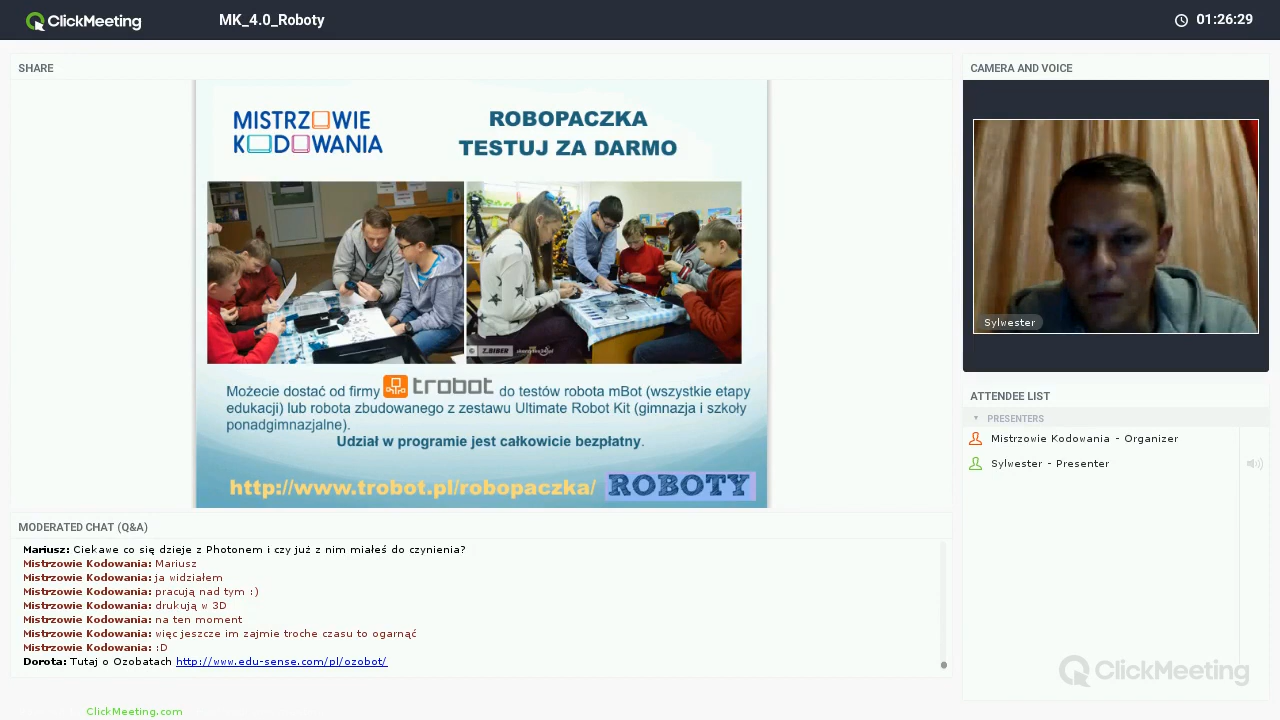 ClickMeeting
MK_4.0_Roboty
01:26:29
SHARE
MISTRZOWIE
KODOWANIA
ROBOPACZKA
TESTUJ ZA DARMO
© Z.BIBER
Możecie dostać od firmy trobot do testów robota mBot (wszystkie etapy
edukacji) lub robota zbudowanego z zestawu Ultimate Robot Kit (gimnazja i szkoły
ponadgimnazjalne).
Udział w programie jest całkowicie bezpłatny.
http://www.trobot.pl/robopaczka/ ROBOTY
CAMERA AND VOICE
Sylwester
ATTENDEE LIST
PRESENTERS
Mistrzowie Kodowania - Organizer
Sylwester - Presenter
MODERATED CHAT (Q&A)
Mariusz: Ciekawe co się dzieje z Photonem i czy już z nim miałeś do czynienia?
Mistrzowie Kodowania: Mariusz
Mistrzowie Kodowania: ja widziałem
Mistrzowie Kodowania: pracują nad tym :)
Mistrzowie Kodowania: drukują w 3D
Mistrzowie Kodowania: na ten moment
Mistrzowie Kodowania: więc jeszcze im zajmie troche czasu to ogarnąć
Mistrzowie Kodowania: :D
Dorota: Tutaj o Ozobatach http://www.edu-sense.com/pl/ozobot/
ClickMeeting
ClickMeeting.com